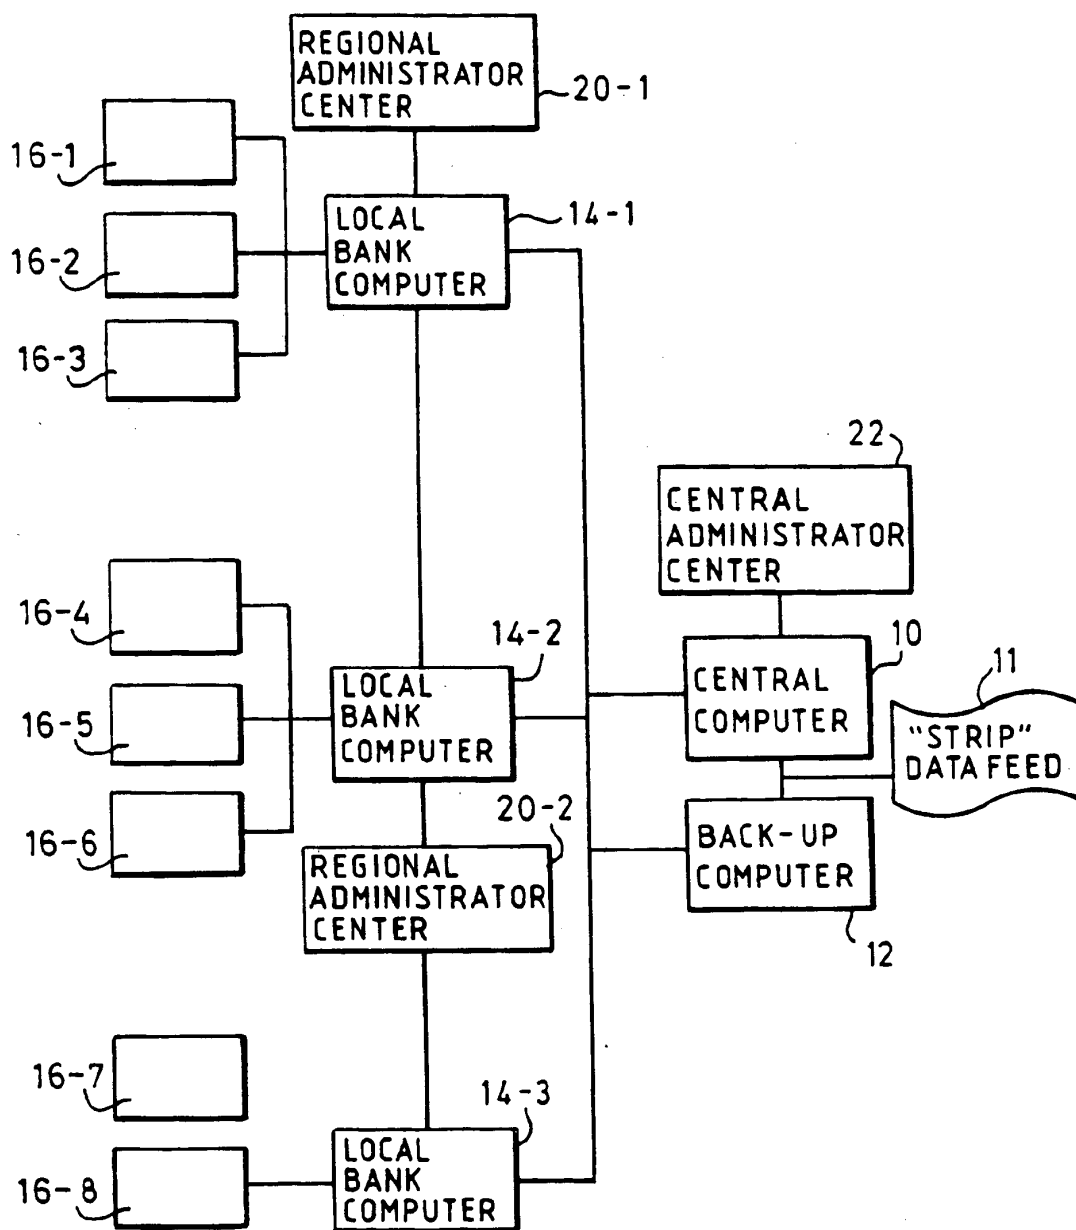 REGIONAL
ADMINISTRATOR
CENTER
20-1
16-1
LOCAL
BANK
COMPUTER
14-1
16-2
16-3
22
CENTRAL
ADMINISTRATOR
CENTER
16-4
14-2
10
11
LOCAL
BANK
COMPUTER
CENTRAL
COMPUTER
"STRIP"
DATA FEED
16-5
16-6
20-2
BACK-UP
COMPUTER
12
REGIONAL
ADMINISTRATOR
CENTER
16-7
14-3
LOCAL
BANK
COMPUTER
16-8